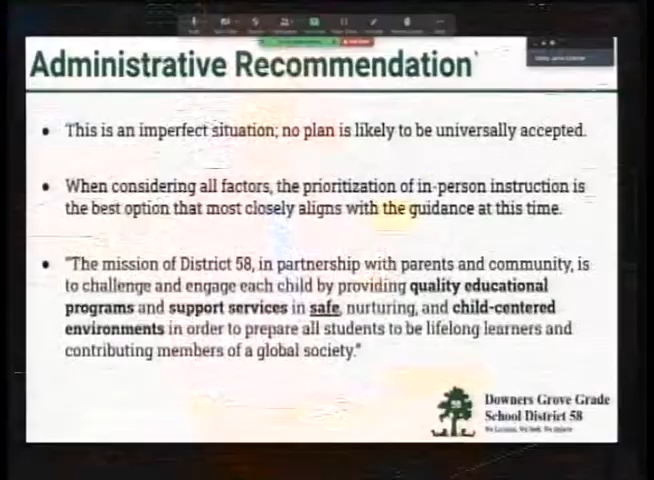 Administrative Recommendation
• This is an imperfect situation; no plan is likely to be universally accepted.
• When considering all factors, the prioritization of in-person instruction is
the best option that most closely aligns with the guidance at this time.
• "The mission of District 58, in partnership with parents and community, is
to challenge and engage each child by providing quality educational
programs and support services in safe, nurturing, and child-centered
environments in order to prepare all students to be lifelong learners and
contributing members of a global society."
Downers Grove Grade
School District 58